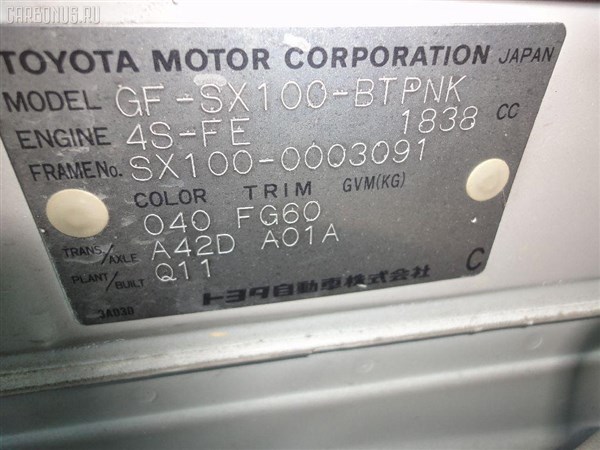 CARBONUS.RU
TOYOTA MOTOR CORPORATION JAPAN
MODEL GF-SX100-BTPNK
ENGINE 4S-FE 1838 CC
FRAME No. SX100-0003091
COLOR TRIM GVM(KG)
040 FG60
TRANS/AXLE A42D A01A
PLANT/BUILT Q11
トヨタ自動車株式会社 C
3A030